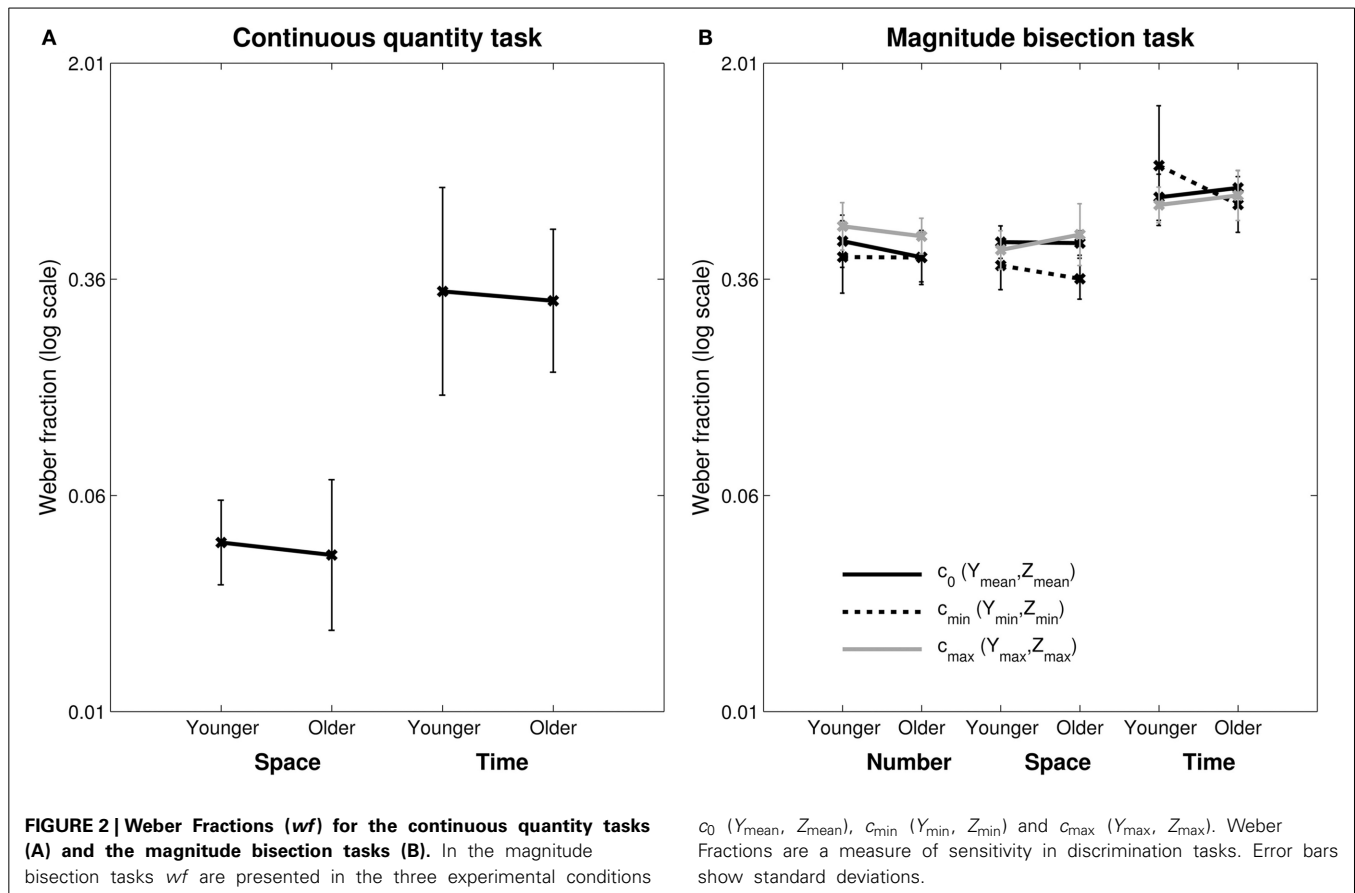 A
Continuous quantity task
2.01
0.36
0.06
0.01
Weber fraction (log scale)
Younger Older Younger Older
Space Time
B
Magnitude bisection task
2.01
0.36
0.06
0.01
Weber fraction (log scale)
c0 (Ymean,Zmean)
cmin (Ymin,Zmin)
cmax (Ymax,Zmax)
Younger Older Younger Older Younger Older
Number Space Time
FIGURE 2 | Weber Fractions (wf) for the continuous quantity tasks
(A) and the magnitude bisection tasks (B). In the magnitude
bisection tasks wf are presented in the three experimental conditions
c0 (Ymean, Zmean), cmin (Ymin, Zmin) and cmax (Ymax, Zmax). Weber
Fractions are a measure of sensitivity in discrimination tasks. Error bars
show standard deviations.